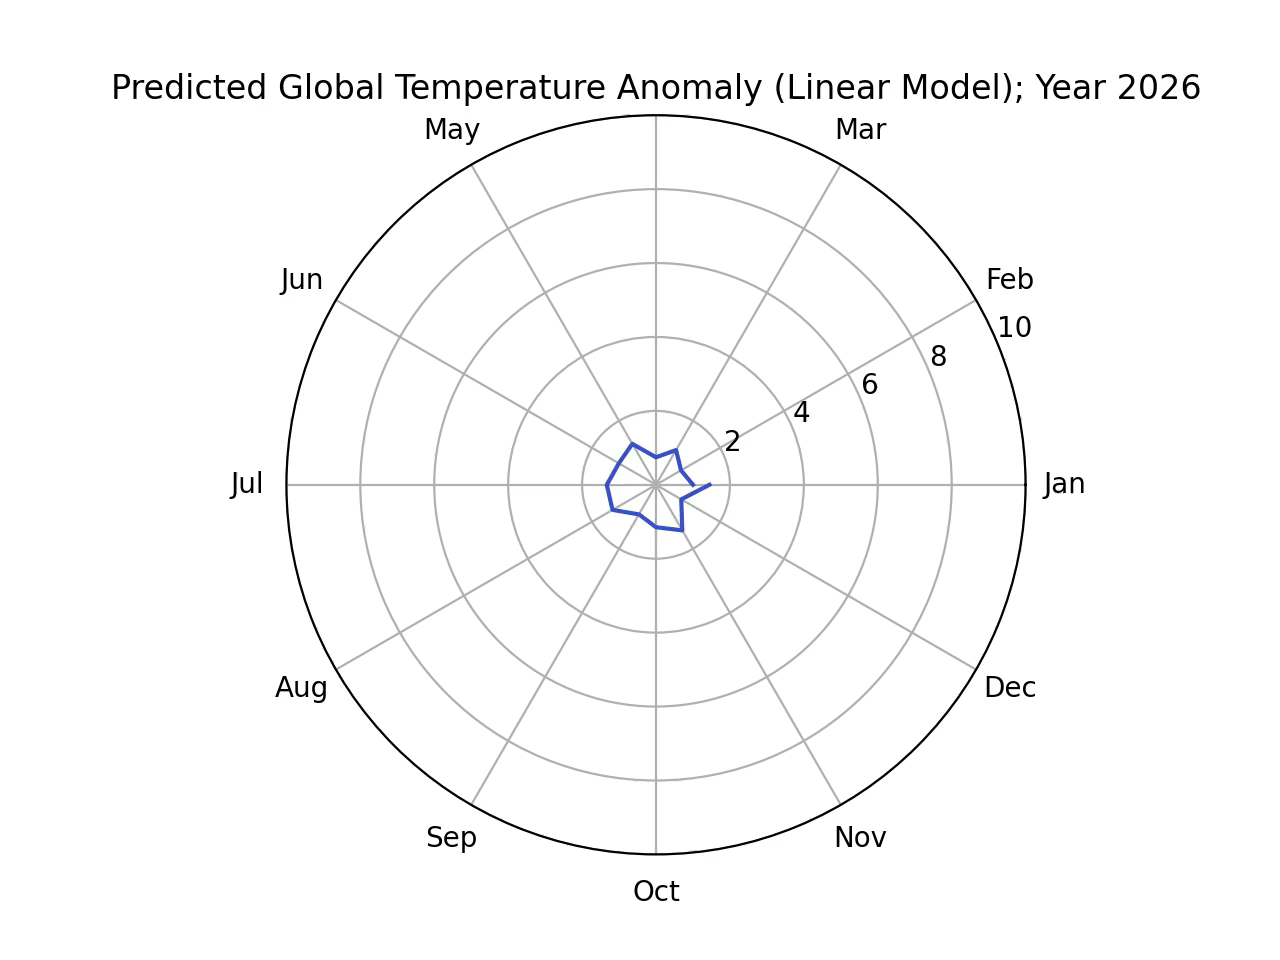 Predicted Global Temperature Anomaly (Linear Model); Year 2026
May
Mar
Jun
Feb
10
8
6
4
2
Jul
Jan
Aug
Dec
Sep
Nov
Oct